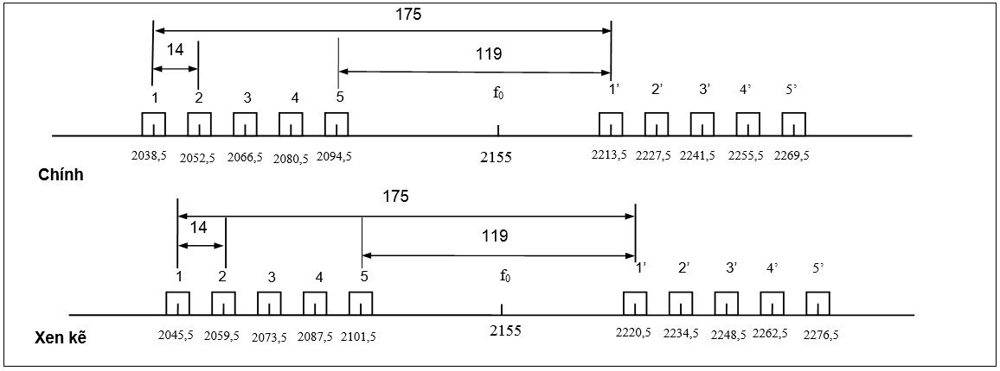 175
14
119
1 2 3 4 5 f₀ 1’ 2’ 3’ 4’ 5’
2038,5 2052,5 2066,5 2080,5 2094,5 2155 2213,5 2227,5 2241,5 2255,5 2269,5
Chính
175
14
119
1 2 3 4 5 f₀ 1’ 2’ 3’ 4’ 5’
2045,5 2059,5 2073,5 2087,5 2101,5 2155 2220,5 2234,5 2248,5 2262,5 2276,5
Xen kẽ